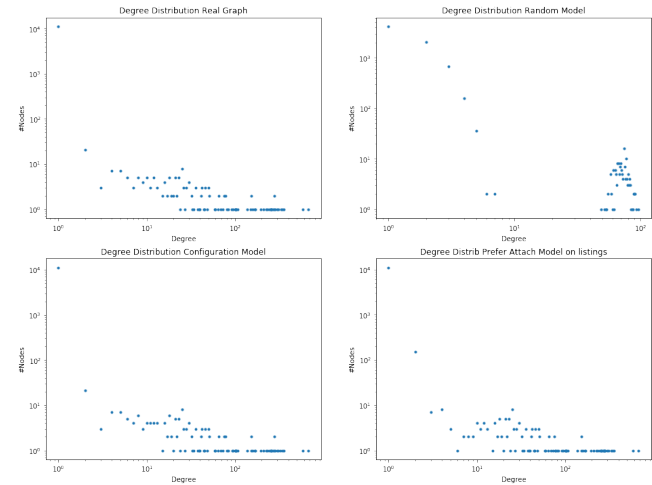 Degree Distribution Real Graph
#Nodes
10⁴
10³
10²
10¹
10⁰
10⁰ 10¹ 10²
Degree
Degree Distribution Random Model
#Nodes
10³
10²
10¹
10⁰
10⁰ 10¹ 10²
Degree
Degree Distribution Configuration Model
#Nodes
10⁴
10³
10²
10¹
10⁰
10⁰ 10¹ 10²
Degree
Degree Distrib Prefer Attach Model on listings
#Nodes
10⁴
10³
10²
10¹
10⁰
10⁰ 10¹ 10²
Degree